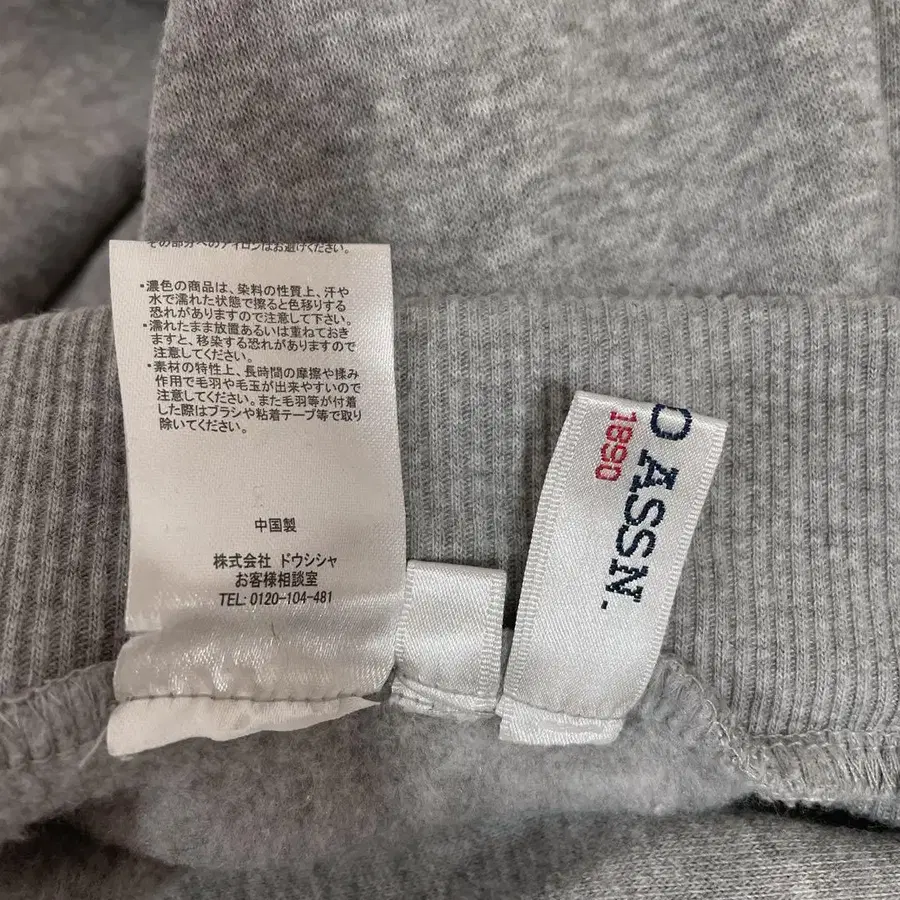 その部分へのアイロンはお避けください。
・濃色の商品は、染料の性質上、汗や
水で濡れた状態で擦ると色移りする
恐れがありますので注意して下さい。
・濡れたまま放置あるいは重ねておき
ますと、移染する恐れがありますので
注意してください。
・素材の特性上、長時間の摩擦や揉み
作用で毛羽や毛玉が出来やすいので
注意してください。また毛羽等が付着
した際はブラシや粘着テープ等で取り
除いてください。
中国製
株式会社 ドウシシャ
お客様相談室
TEL: 0120-104-481
O ASSN.
1890